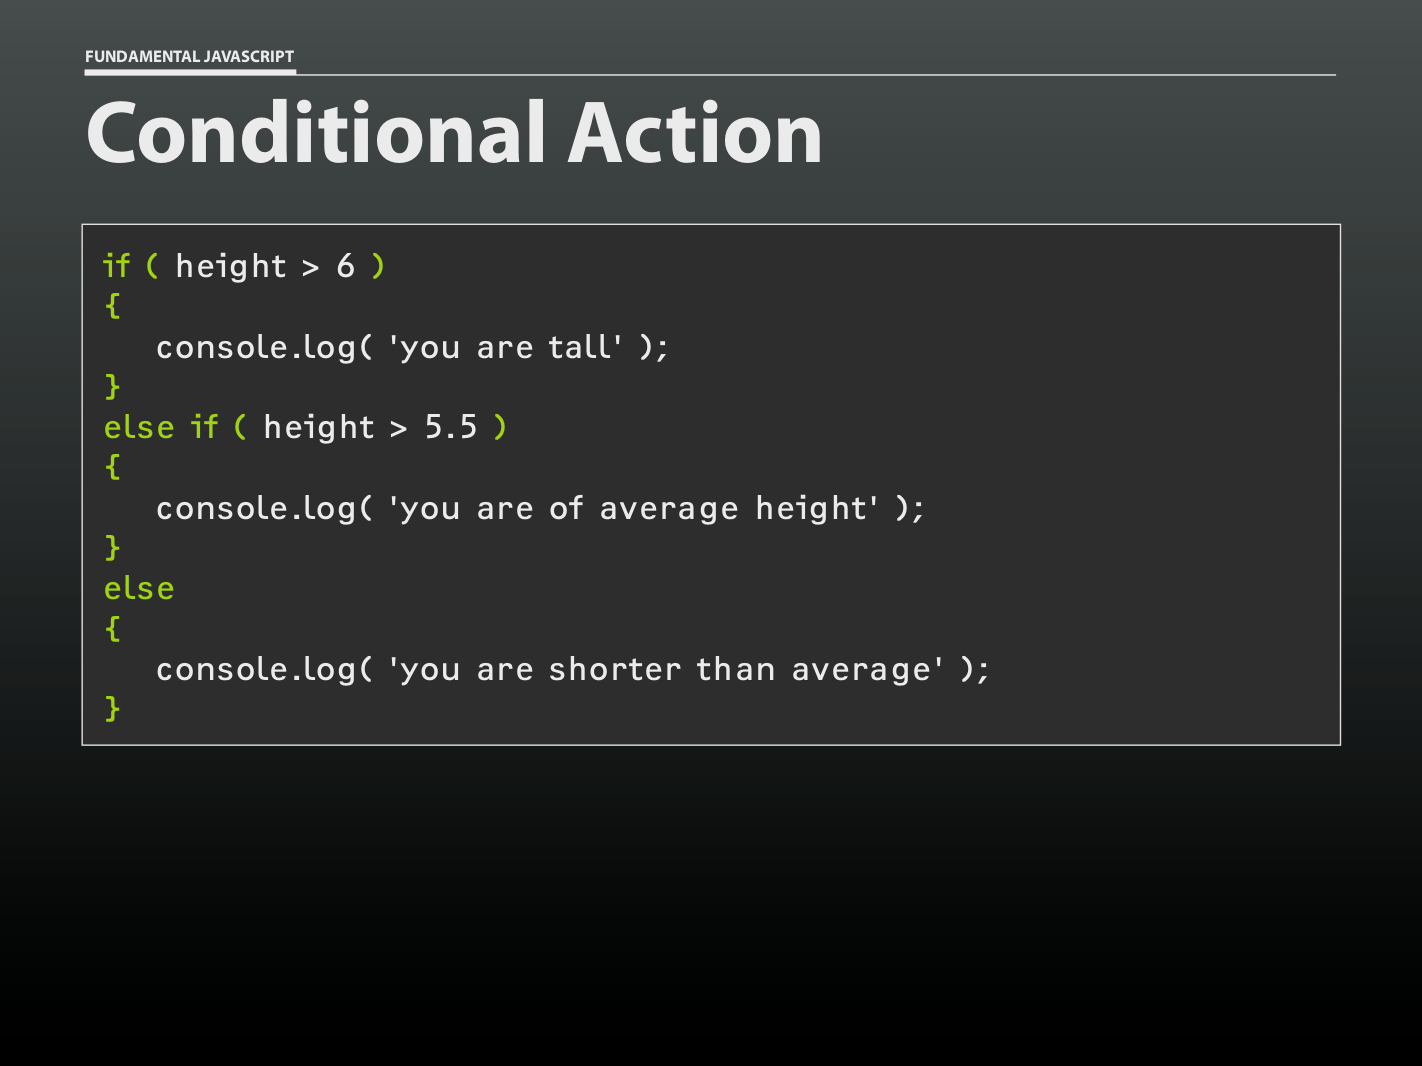 FUNDAMENTAL JAVASCRIPT
Conditional Action
if ( height > 6 )
{
   console.log( 'you are tall' );
}
else if ( height > 5.5 )
{
   console.log( 'you are of average height' );
}
else
{
   console.log( 'you are shorter than average' );
}